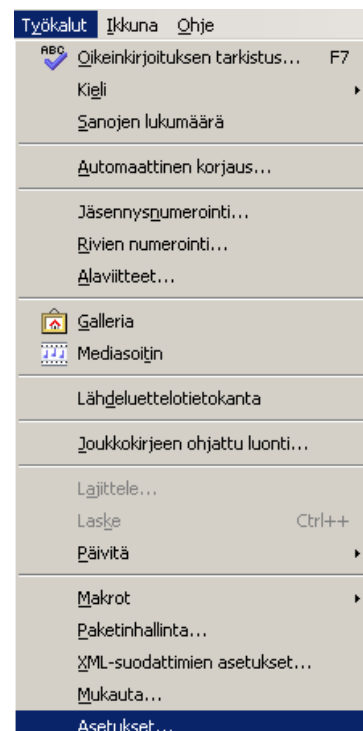 Työkalut Ikkuna Ohje
ABC Oikeinkirjoituksen tarkistus... F7
Kieli
Sanojen lukumäärä
Automaattinen korjaus...
Jäsennysnumerointi...
Rivien numerointi...
Alaviitteet...
Galleria
Mediasoitin
Lähdeluettelotietokanta
Joukkokirjeen ohjattu luonti...
Lajittele...
Laske Ctrl++
Päivitä
Makrot
Paketinhallinta...
XML-suodattimien asetukset...
Mukauta...
Asetukset...